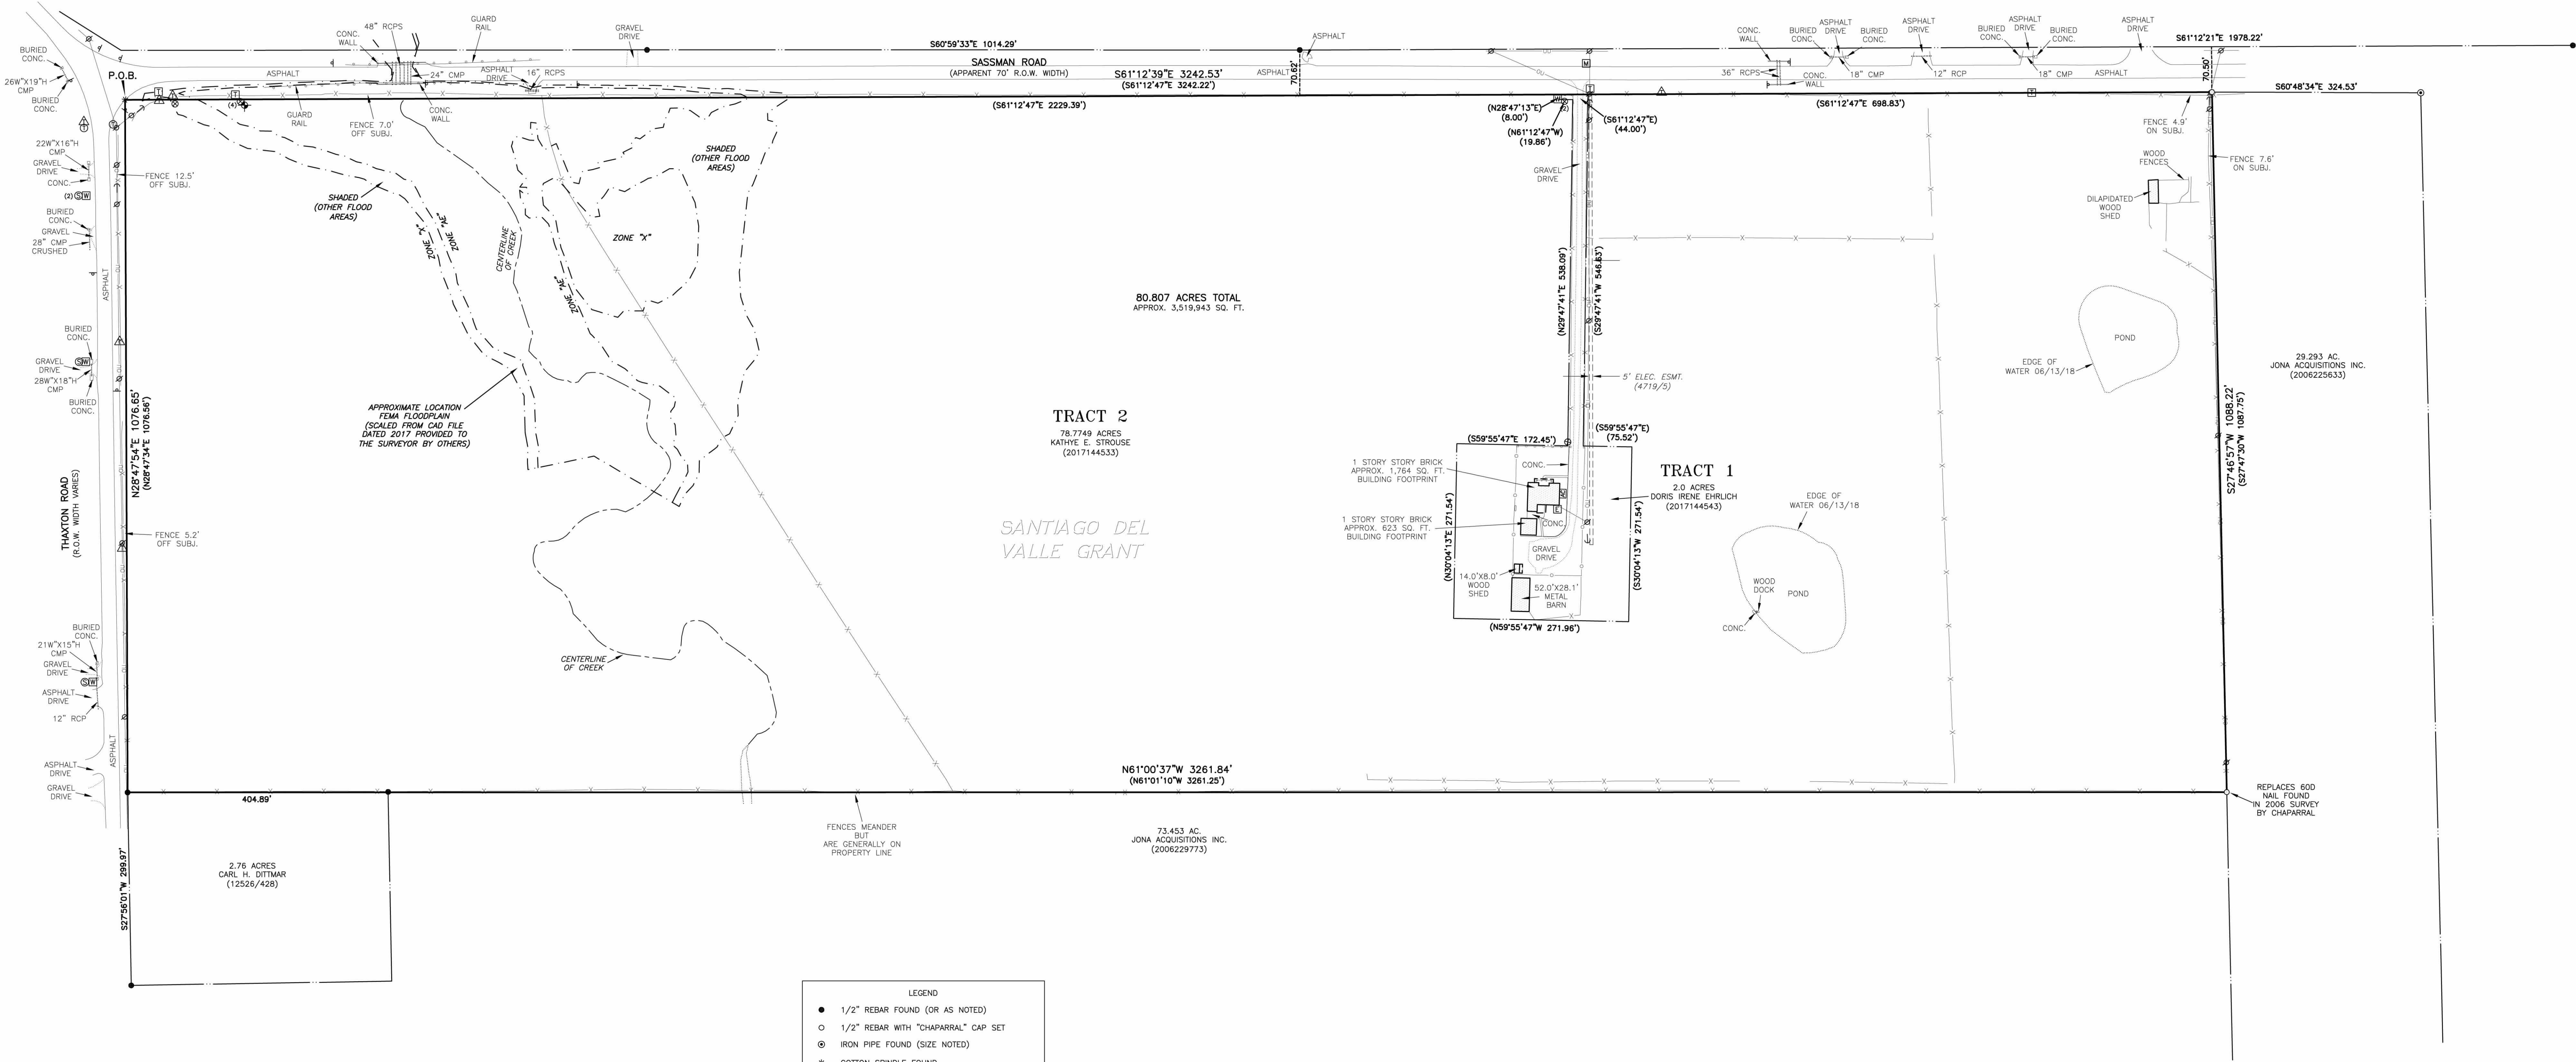 48" RCPS
GUARD
RAIL
GRAVEL
DRIVE
S60°59'33"E 1014.29'
ASPHALT
CONC.
WALL
BURIED
CONC.
ASPHALT
DRIVE
BURIED
CONC.
ASPHALT
DRIVE
BURIED
CONC.
ASPHALT
DRIVE
BURIED
CONC.
ASPHALT
DRIVE
S61°12'21"E 1978.22'
BURIED
CONC.
26W"X19"H
CMP
BURIED
CONC.
P.O.B.
ASPHALT
CONC.
WALL
24" CMP
ASPHALT
DRIVE
16" RCPS
SASSMAN ROAD
(APPARENT 70' R.O.W. WIDTH)
S61°12'39"E 3242.53'
(S61°12'47"E 3242.22')
ASPHALT
70.62'
M
36" RCPS
CONC.
WALL
18" CMP
12" RCP
18" CMP
ASPHALT
70.50'
S60°48'34"E 324.53'
T
T
(4)
GUARD
RAIL
FENCE 7.0'
OFF SUBJ.
CONC.
WALL
(S61°12'47"E 2229.39')
(N28°47'13"E)
(8.00')
(2)
(N61°12'47"W)
(19.86')
T
(S61°12'47"E)
(44.00')
(S61°12'47"E 698.83')
T
FENCE 4.9'
ON SUBJ.
22W"X16"H
CMP
GRAVEL
DRIVE
CONC.
(2) S W
FENCE 12.5'
OFF SUBJ.
SHADED
(OTHER FLOOD
AREAS)
SHADED
(OTHER FLOOD
AREAS)
GRAVEL
DRIVE
WOOD
FENCES
FENCE 7.6'
ON SUBJ.
DILAPIDATED
WOOD
SHED
BURIED
CONC.
GRAVEL
28" CMP
CRUSHED
ZONE "X"
ZONE "AE"
CENTERLINE
OF CREEK
ZONE "X"
ZONE "AE"
ASPHALT
80.807 ACRES TOTAL
APPROX. 3,519,943 SQ. FT.
(N29°47'41"E 538.09')
(S29°47'41"W 546.63')
BURIED
CONC.
S W
GRAVEL
DRIVE
28W"X18"H
CMP
BURIED
CONC.
5' ELEC. ESMT.
(4719/5)
POND
EDGE OF
WATER 06/13/18
29.293 AC.
JONA ACQUISITIONS INC.
(2006225633)
N28°47'54"E 1076.65'
(N28°47'34"E 1076.56')
APPROXIMATE LOCATION
FEMA FLOODPLAIN
(SCALED FROM CAD FILE
DATED 2017 PROVIDED TO
THE SURVEYOR BY OTHERS)
TRACT 2
78.7749 ACRES
KATHYE E. STROUSE
(2017144533)
(S59°55'47"E 172.45')
(S59°55'47"E)
(75.52')
S27°46'57"W 1088.22'
(S27°47'30"W 1087.75')
THAXTON ROAD
(R.O.W. WIDTH VARIES)
1 STORY STORY BRICK
APPROX. 1,764 SQ. FT.
BUILDING FOOTPRINT
CONC.
TRACT 1
2.0 ACRES
DORIS IRENE EHRLICH
(2017144543)
EDGE OF
WATER 06/13/18
FENCE 5.2'
OFF SUBJ.
SANTIAGO DEL
VALLE GRANT
1 STORY STORY BRICK
APPROX. 623 SQ. FT.
BUILDING FOOTPRINT
AC
E
CONC.
GRAVEL
DRIVE
(N30°04'13"E 271.54')
(S30°04'13"W 271.54')
14.0'X8.0'
WOOD
SHED
52.0'X28.1'
METAL
BARN
WOOD
DOCK
POND
CONC.
(N59°55'47"W 271.96')
BURIED
CONC.
21W"X15"H
CMP
GRAVEL
DRIVE
S W
ASPHALT
DRIVE
12" RCP
CENTERLINE
OF CREEK
ASPHALT
ASPHALT
DRIVE
GRAVEL
DRIVE
404.89'
N61°00'37"W 3261.84'
(N61°01'10"W 3261.25')
REPLACES 60D
NAIL FOUND
IN 2006 SURVEY
BY CHAPARRAL
FENCES MEANDER
BUT
ARE GENERALLY ON
PROPERTY LINE
73.453 AC.
JONA ACQUISITIONS INC.
(2006229773)
S27°56'01"W 299.97'
2.76 ACRES
CARL H. DITTMAR
(12526/428)
LEGEND
1/2" REBAR FOUND (OR AS NOTED)
1/2" REBAR WITH "CHAPARRAL" CAP SET
IRON PIPE FOUND (SIZE NOTED)
COTTON SPINDLE FOUND